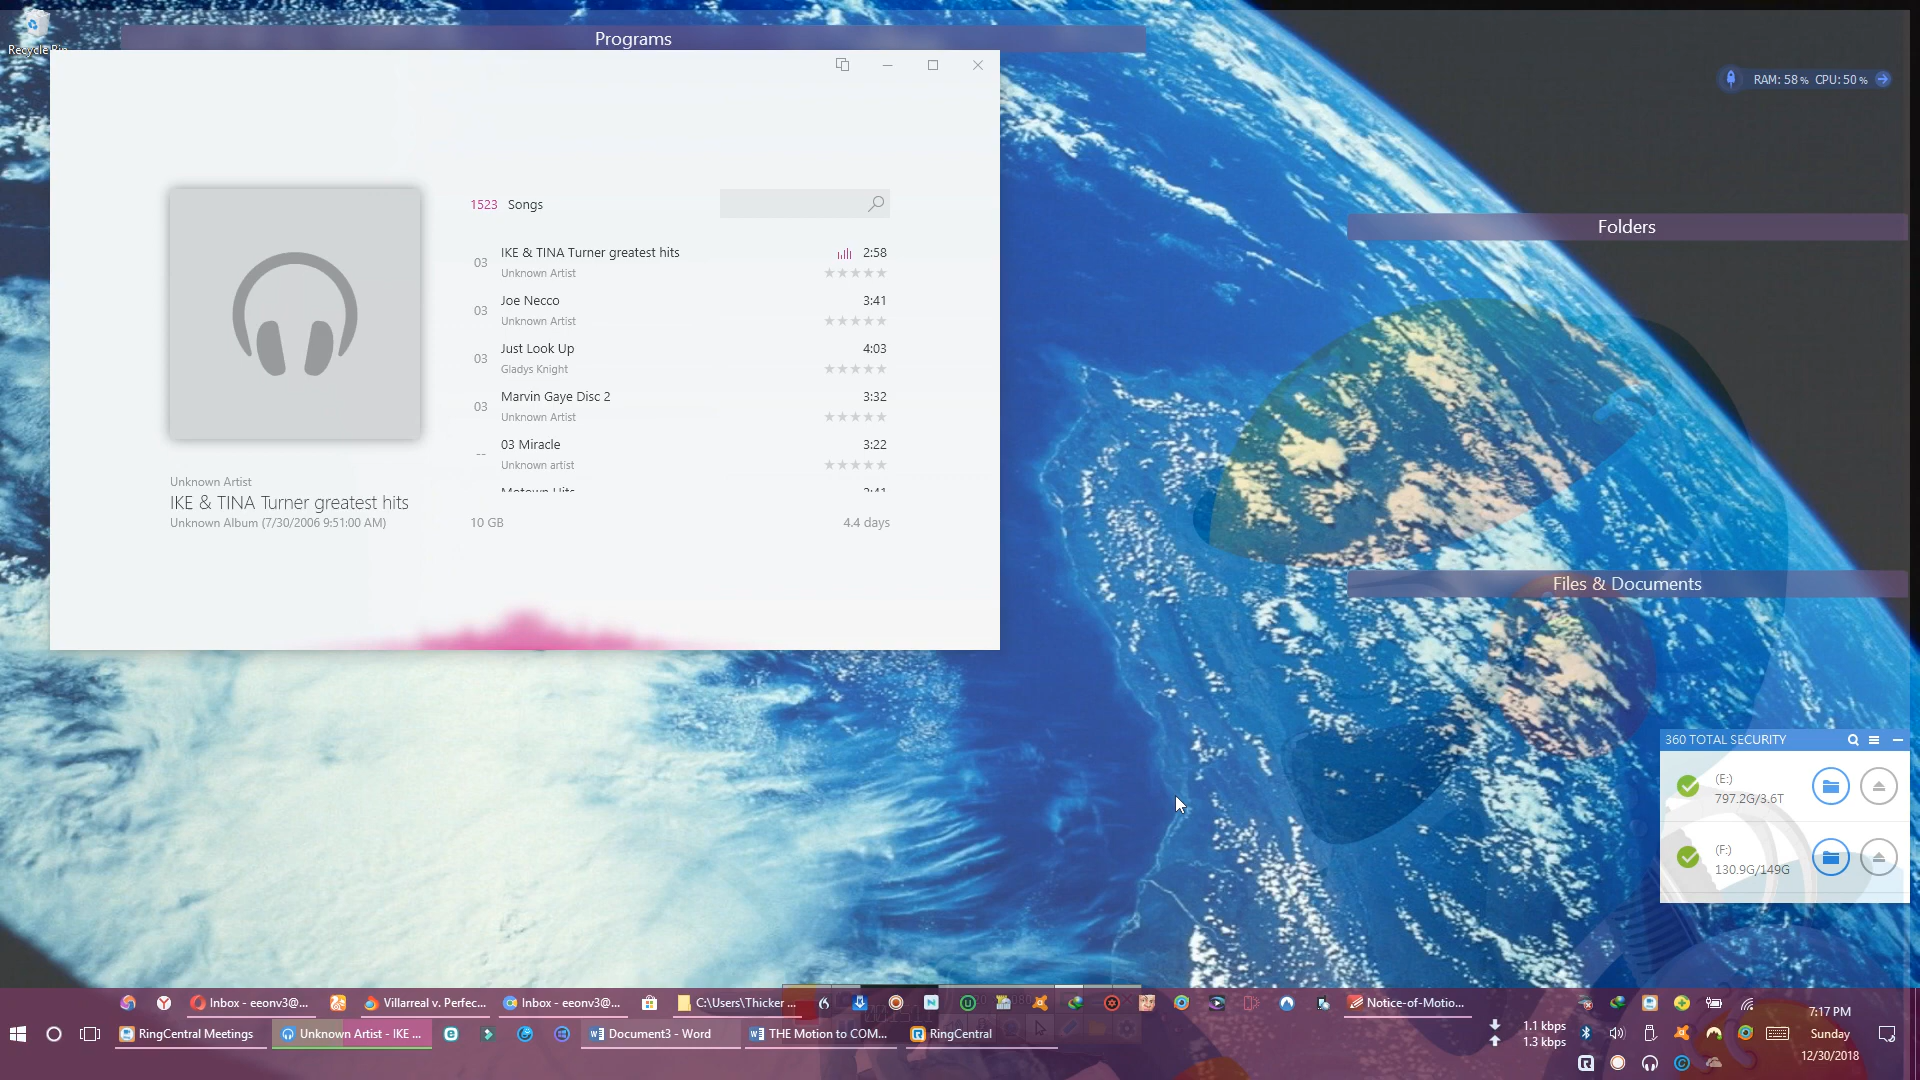 Recycle Bin
Programs
RAM: 58 % CPU: 50 %
1523 Songs
03 IKE & TINA Turner greatest hits 2:58
Unknown Artist
03 Joe Necco 3:41
Unknown Artist
03 Just Look Up 4:03
Gladys Knight
03 Marvin Gaye Disc 2 3:32
Unknown Artist
-- 03 Miracle 3:22
Unknown artist
Motown Hits
Unknown Artist
IKE & TINA Turner greatest hits
Unknown Album (7/30/2006 9:51:00 AM)
10 GB 4.4 days
Folders
Files & Documents
360 TOTAL SECURITY
(E:)
797.2G/3.6T
(F:)
130.9G/149G
Inbox - eeonv3@...
Villarreal v. Perfec...
Inbox - eeonv3@...
C:\Users\Thicker ...
Notice-of-Motio...
RingCentral Meetings
Unknown Artist - IKE ...
Document3 - Word
THE Motion to COM...
RingCentral
1.1 kbps
1.3 kbps
7:17 PM
Sunday
12/30/2018